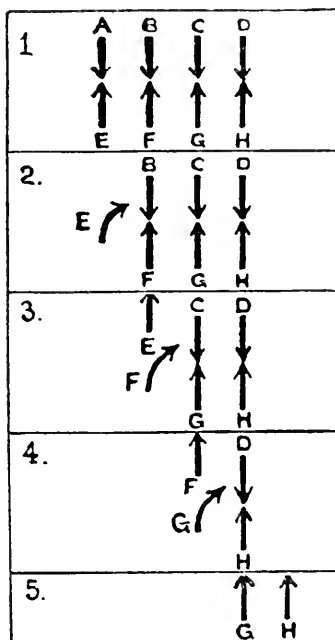 1 A B C D
E F G H
2. B C D
E
F G H
3. C D
E
F
G H
4. D
F
G
H
5.
G H